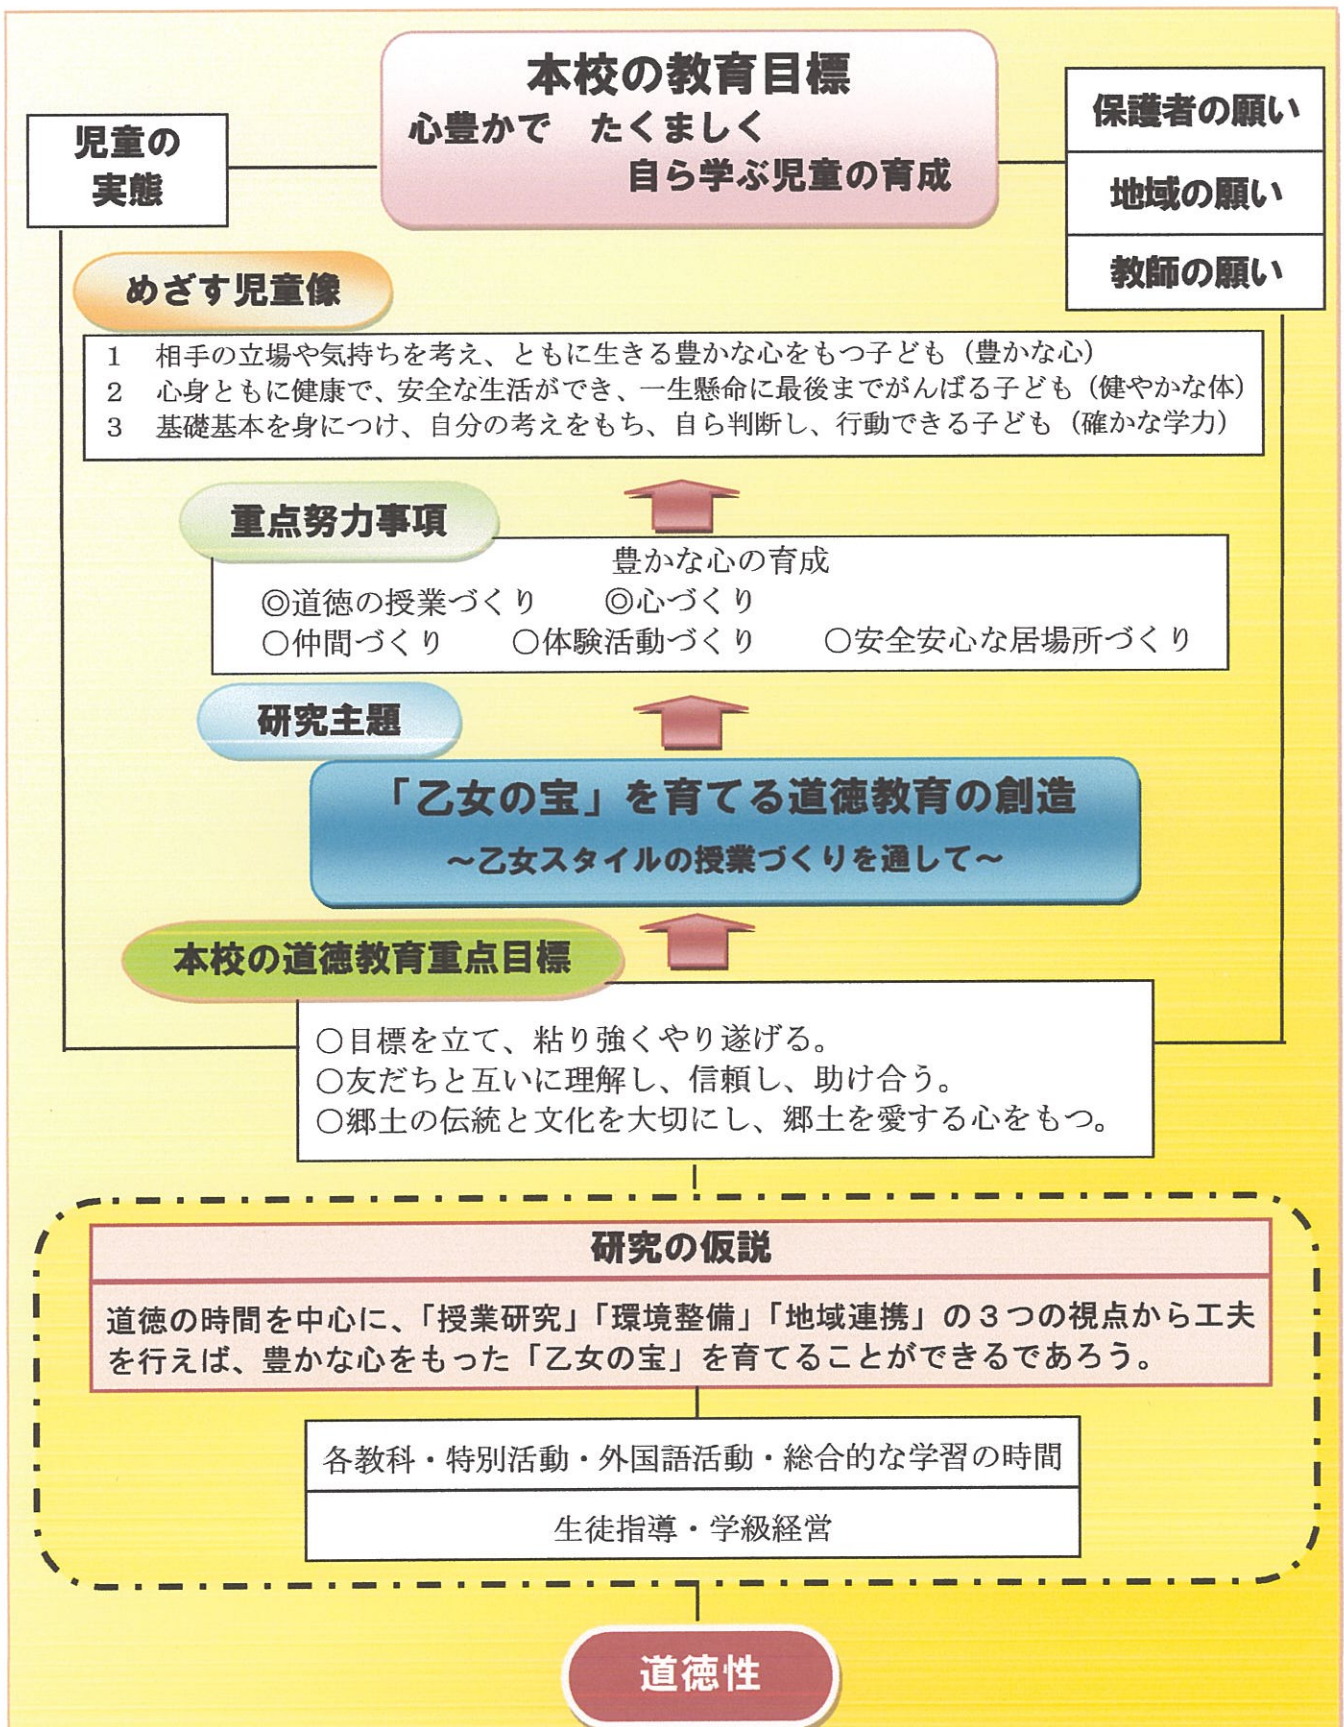 本校の教育目標
心豊かで　たくましく
自ら学ぶ児童の育成
児童の
実態
保護者の願い
地域の願い
教師の願い
めざす児童像
1　相手の立場や気持ちを考え、ともに生きる豊かな心をもつ子ども（豊かな心）
2　心身ともに健康で、安全な生活ができ、一生懸命に最後までがんばる子ども（健やかな体）
3　基礎基本を身につけ、自分の考えをもち、自ら判断し、行動できる子ども（確かな学力）
重点努力事項
豊かな心の育成
◎道徳の授業づくり　◎心づくり
○仲間づくり　○体験活動づくり　○安全安心な居場所づくり
研究主題
「乙女の宝」を育てる道徳教育の創造
～乙女スタイルの授業づくりを通して～
本校の道徳教育重点目標
○目標を立て、粘り強くやり遂げる。
○友だちと互いに理解し、信頼し、助け合う。
○郷土の伝統と文化を大切にし、郷土を愛する心をもつ。
研究の仮説
道徳の時間を中心に、「授業研究」「環境整備」「地域連携」の３つの視点から工夫
を行えば、豊かな心をもった「乙女の宝」を育てることができるであろう。
各教科・特別活動・外国語活動・総合的な学習の時間
生徒指導・学級経営
道徳性